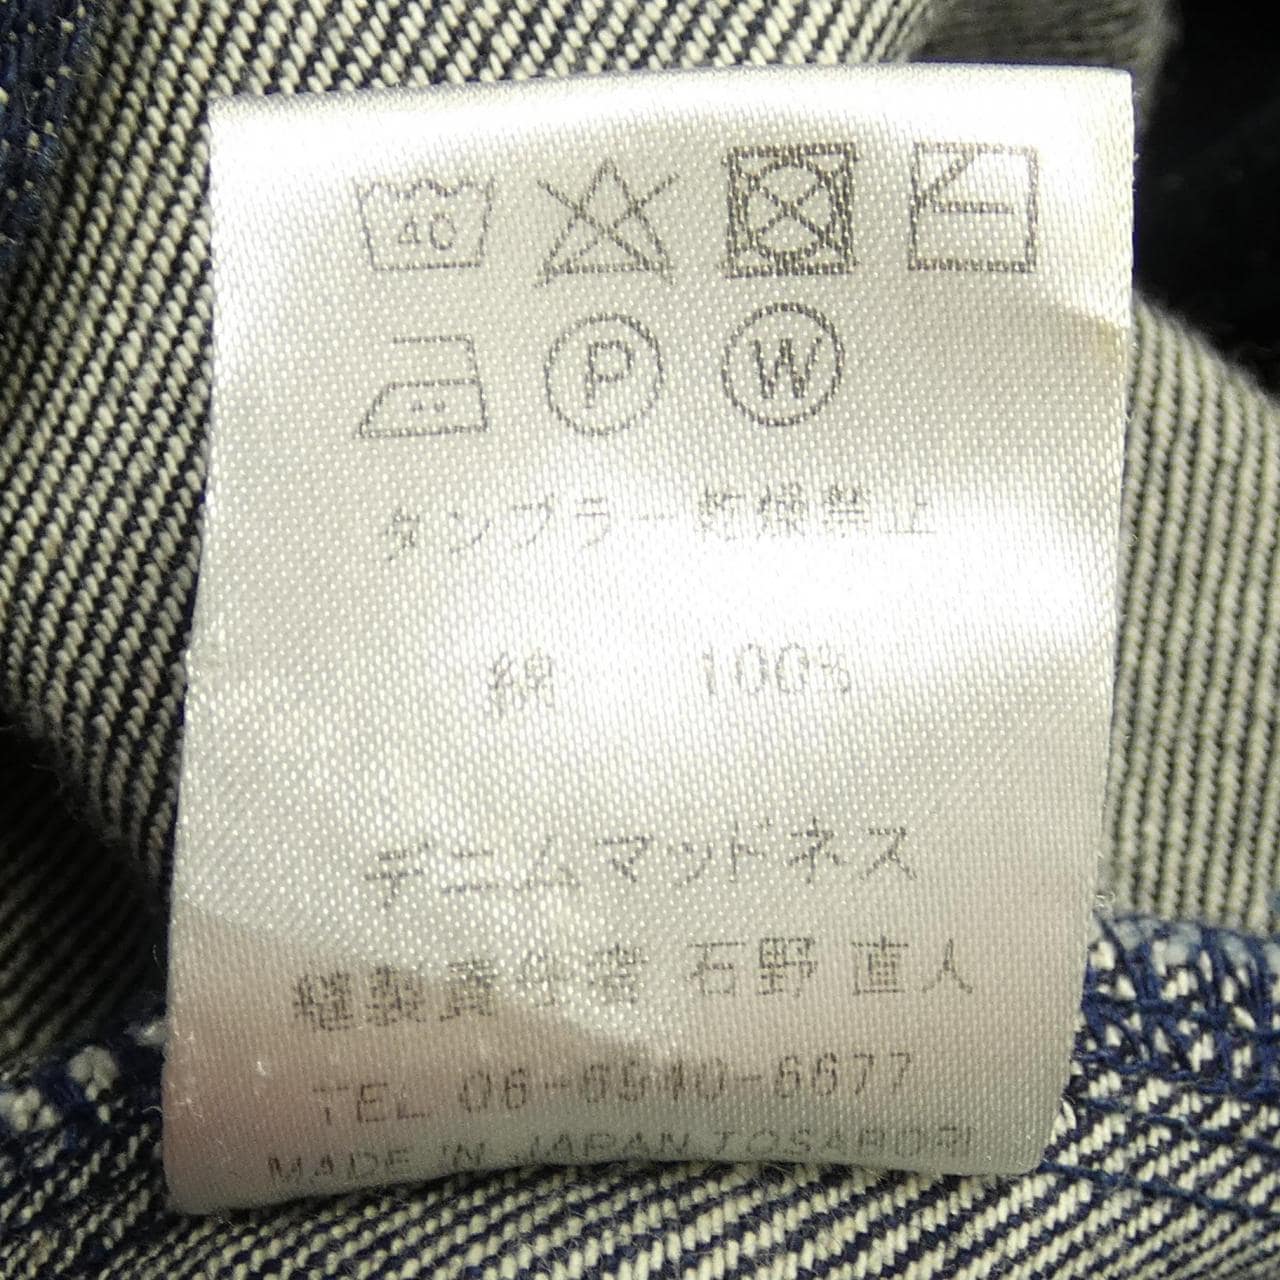 40
P W
タンブラー乾燥禁止
綿 100%
デニムマッドネス
縫製責任者 石野 直人
TEL 06-6940-6677
MADE IN JAPAN TOSABORI